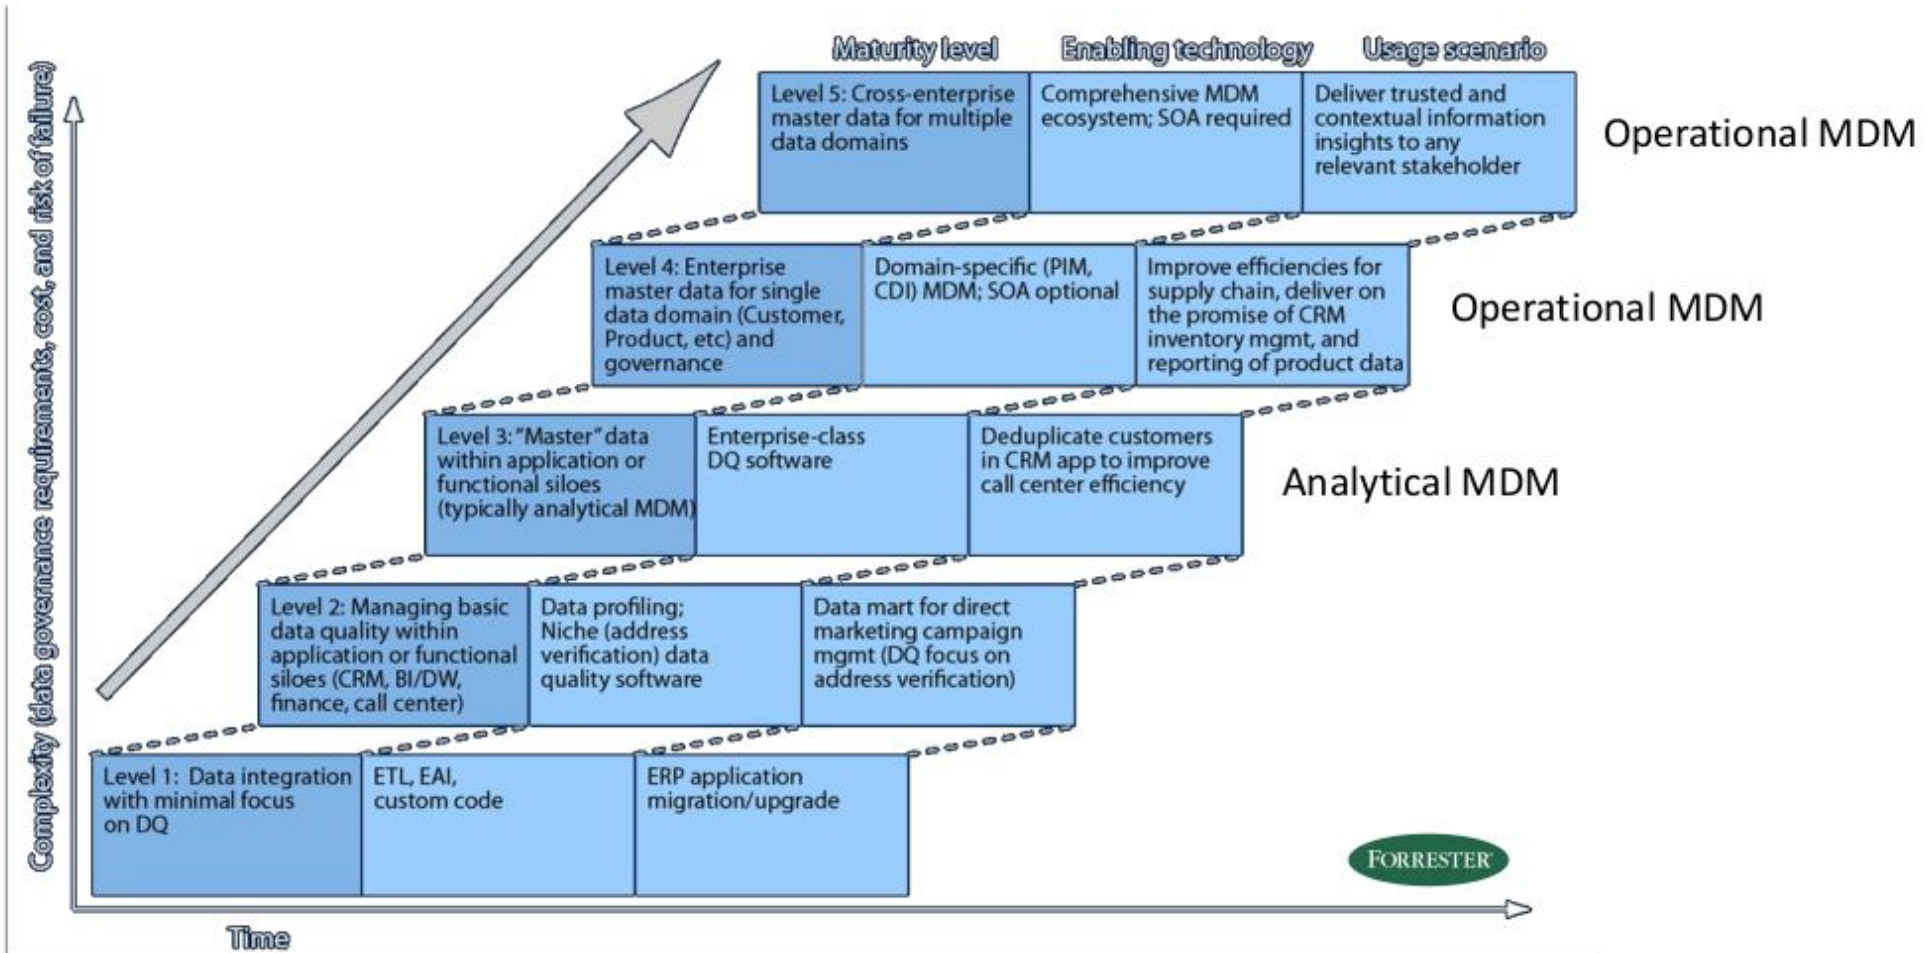 Maturity level
Enabling technology
Usage scenario
Level 5: Cross-enterprise
master data for multiple
data domains
Comprehensive MDM
ecosystem; SOA required
Deliver trusted and
contextual information
insights to any
relevant stakeholder
Operational MDM
Level 4: Enterprise
master data for single
data domain (Customer,
Product, etc) and
governance
Domain-specific (PIM,
CDI) MDM; SOA optional
Improve efficiencies for
supply chain, deliver on
the promise of CRM
inventory mgmt, and
reporting of product data
Operational MDM
Level 3: "Master" data
within application or
functional siloes
(typically analytical MDM)
Enterprise-class
DQ software
Deduplicate customers
in CRM app to improve
call center efficiency
Analytical MDM
Level 2: Managing basic
data quality within
application or functional
siloes (CRM, BI/DW,
finance, call center)
Data profiling;
Niche (address
verification) data
quality software
Data mart for direct
marketing campaign
mgmt (DQ focus on
address verification)
Level 1: Data integration
with minimal focus
on DQ
ETL, EAI,
custom code
ERP application
migration/upgrade
Complexity (data governance requirements, cost, and risk of failure)
FORRESTER
Time